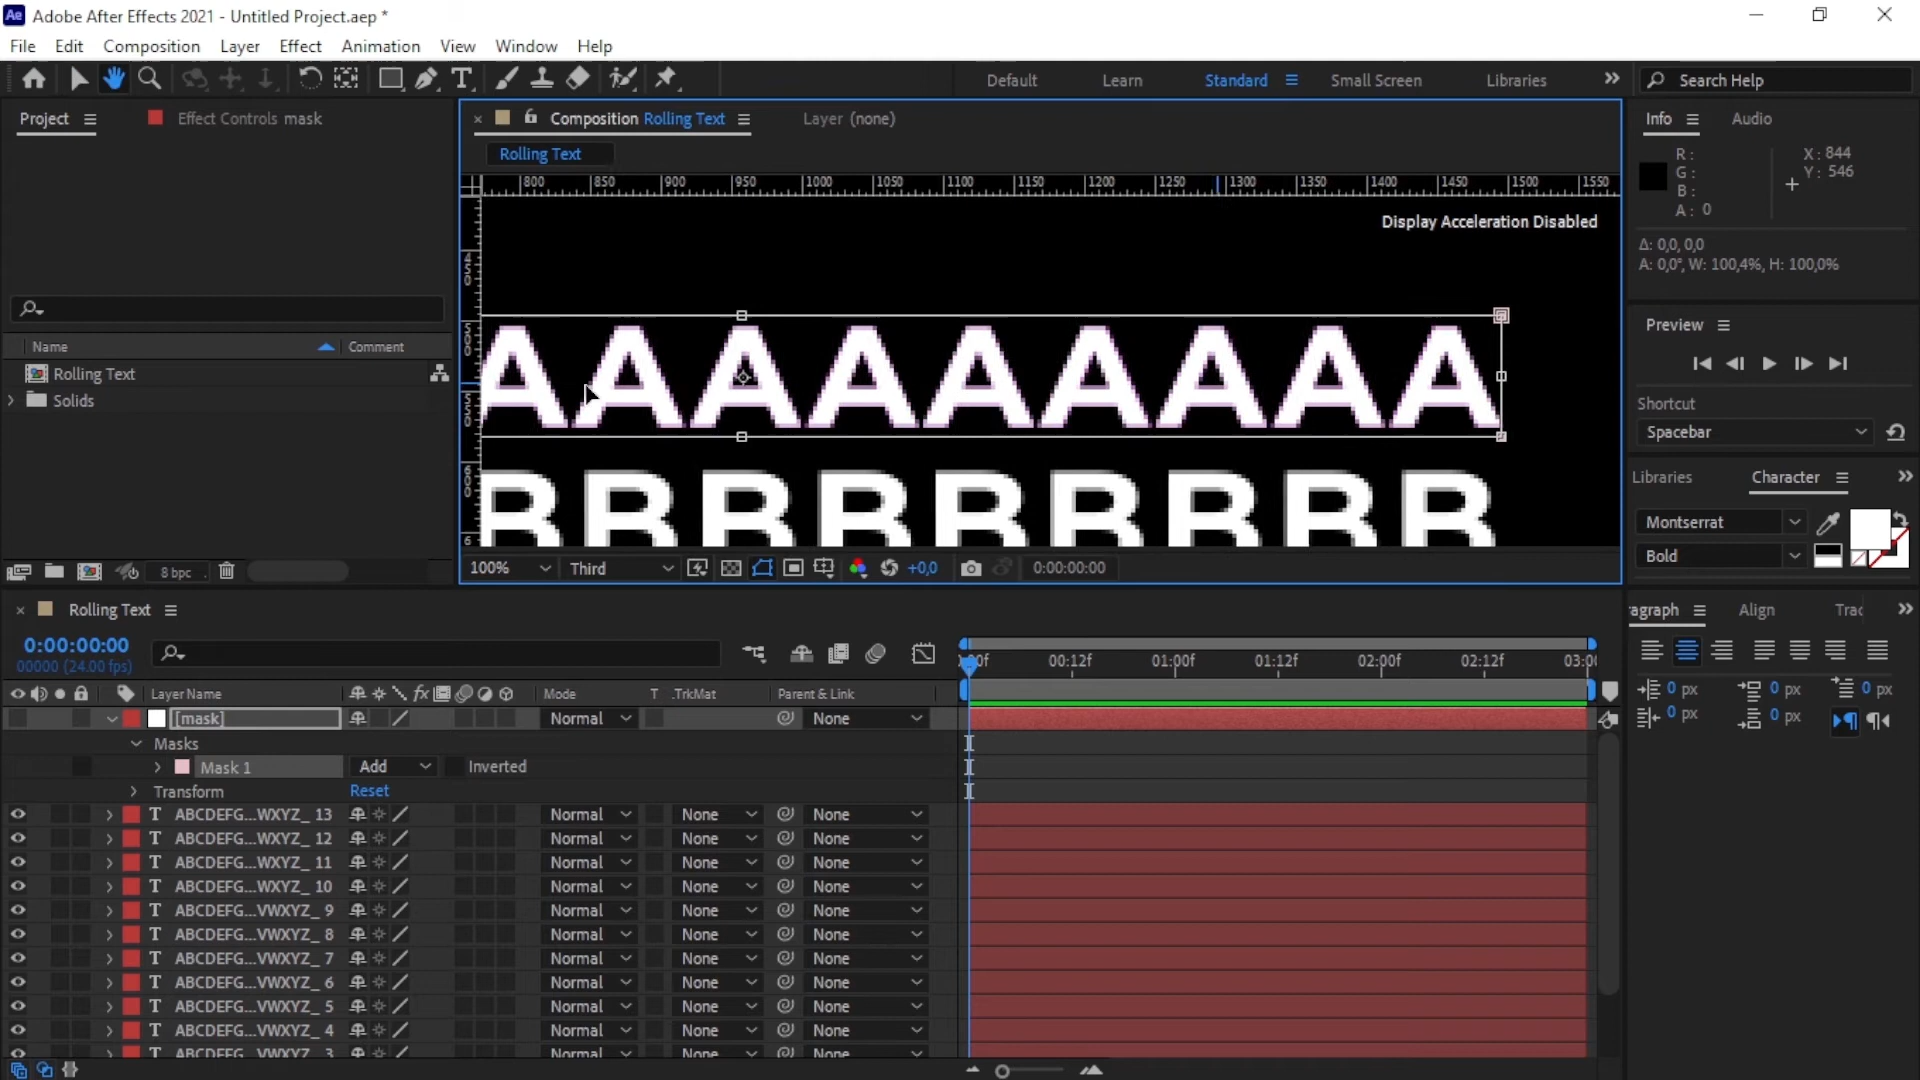 Ae Adobe After Effects 2021 - Untitled Project.aep *
File Edit Composition Layer Effect Animation View Window Help
Default Learn Standard Small Screen Libraries Search Help
Project Effect Controls mask
Composition Rolling Text Layer (none)
Rolling Text
800 850 900 950 1000 1050 1100 1150 1200 1250 1300 1350 1400 1450 1500 1550
Display Acceleration Disabled
AAAAAAAAA
RRRRRRRRR
100% Third +0,0 0:00:00:00
Name Comment
Rolling Text
Solids
8 bpc
Info Audio
R: X: 844
G: Y: 546
B:
A: 0
Δ: 0,0, 0,0
A: 0,0°, W: 100,4%, H: 100,0%
Preview
Shortcut
Spacebar
Libraries Character
Montserrat
Bold
Rolling Text
0:00:00:00
00000 (24.00 fps)
00:12f 01:00f 01:12f 02:00f 02:12f
Layer Name fx Mode T .TrkMat Parent & Link
[mask] Normal None
Masks
Mask 1 Add Inverted
Transform Reset
T ABCDEFG...WXYZ_ 13 Normal None None
T ABCDEFG...WXYZ_ 12 Normal None None
T ABCDEFG...WXYZ_ 11 Normal None None
T ABCDEFG...WXYZ_ 10 Normal None None
T ABCDEFG...VWXYZ_ 9 Normal None None
T ABCDEFG...VWXYZ_ 8 Normal None None
T ABCDEFG...VWXYZ_ 7 Normal None None
T ABCDEFG...VWXYZ_ 6 Normal None None
T ABCDEFG...VWXYZ_ 5 Normal None None
T ABCDEFG...VWXYZ_ 4 Normal None None
T ABCDEFG...VWXYZ_ 3 Normal None None
ragraph Align Trac
0 px 0 px 0 px
0 px 0 px